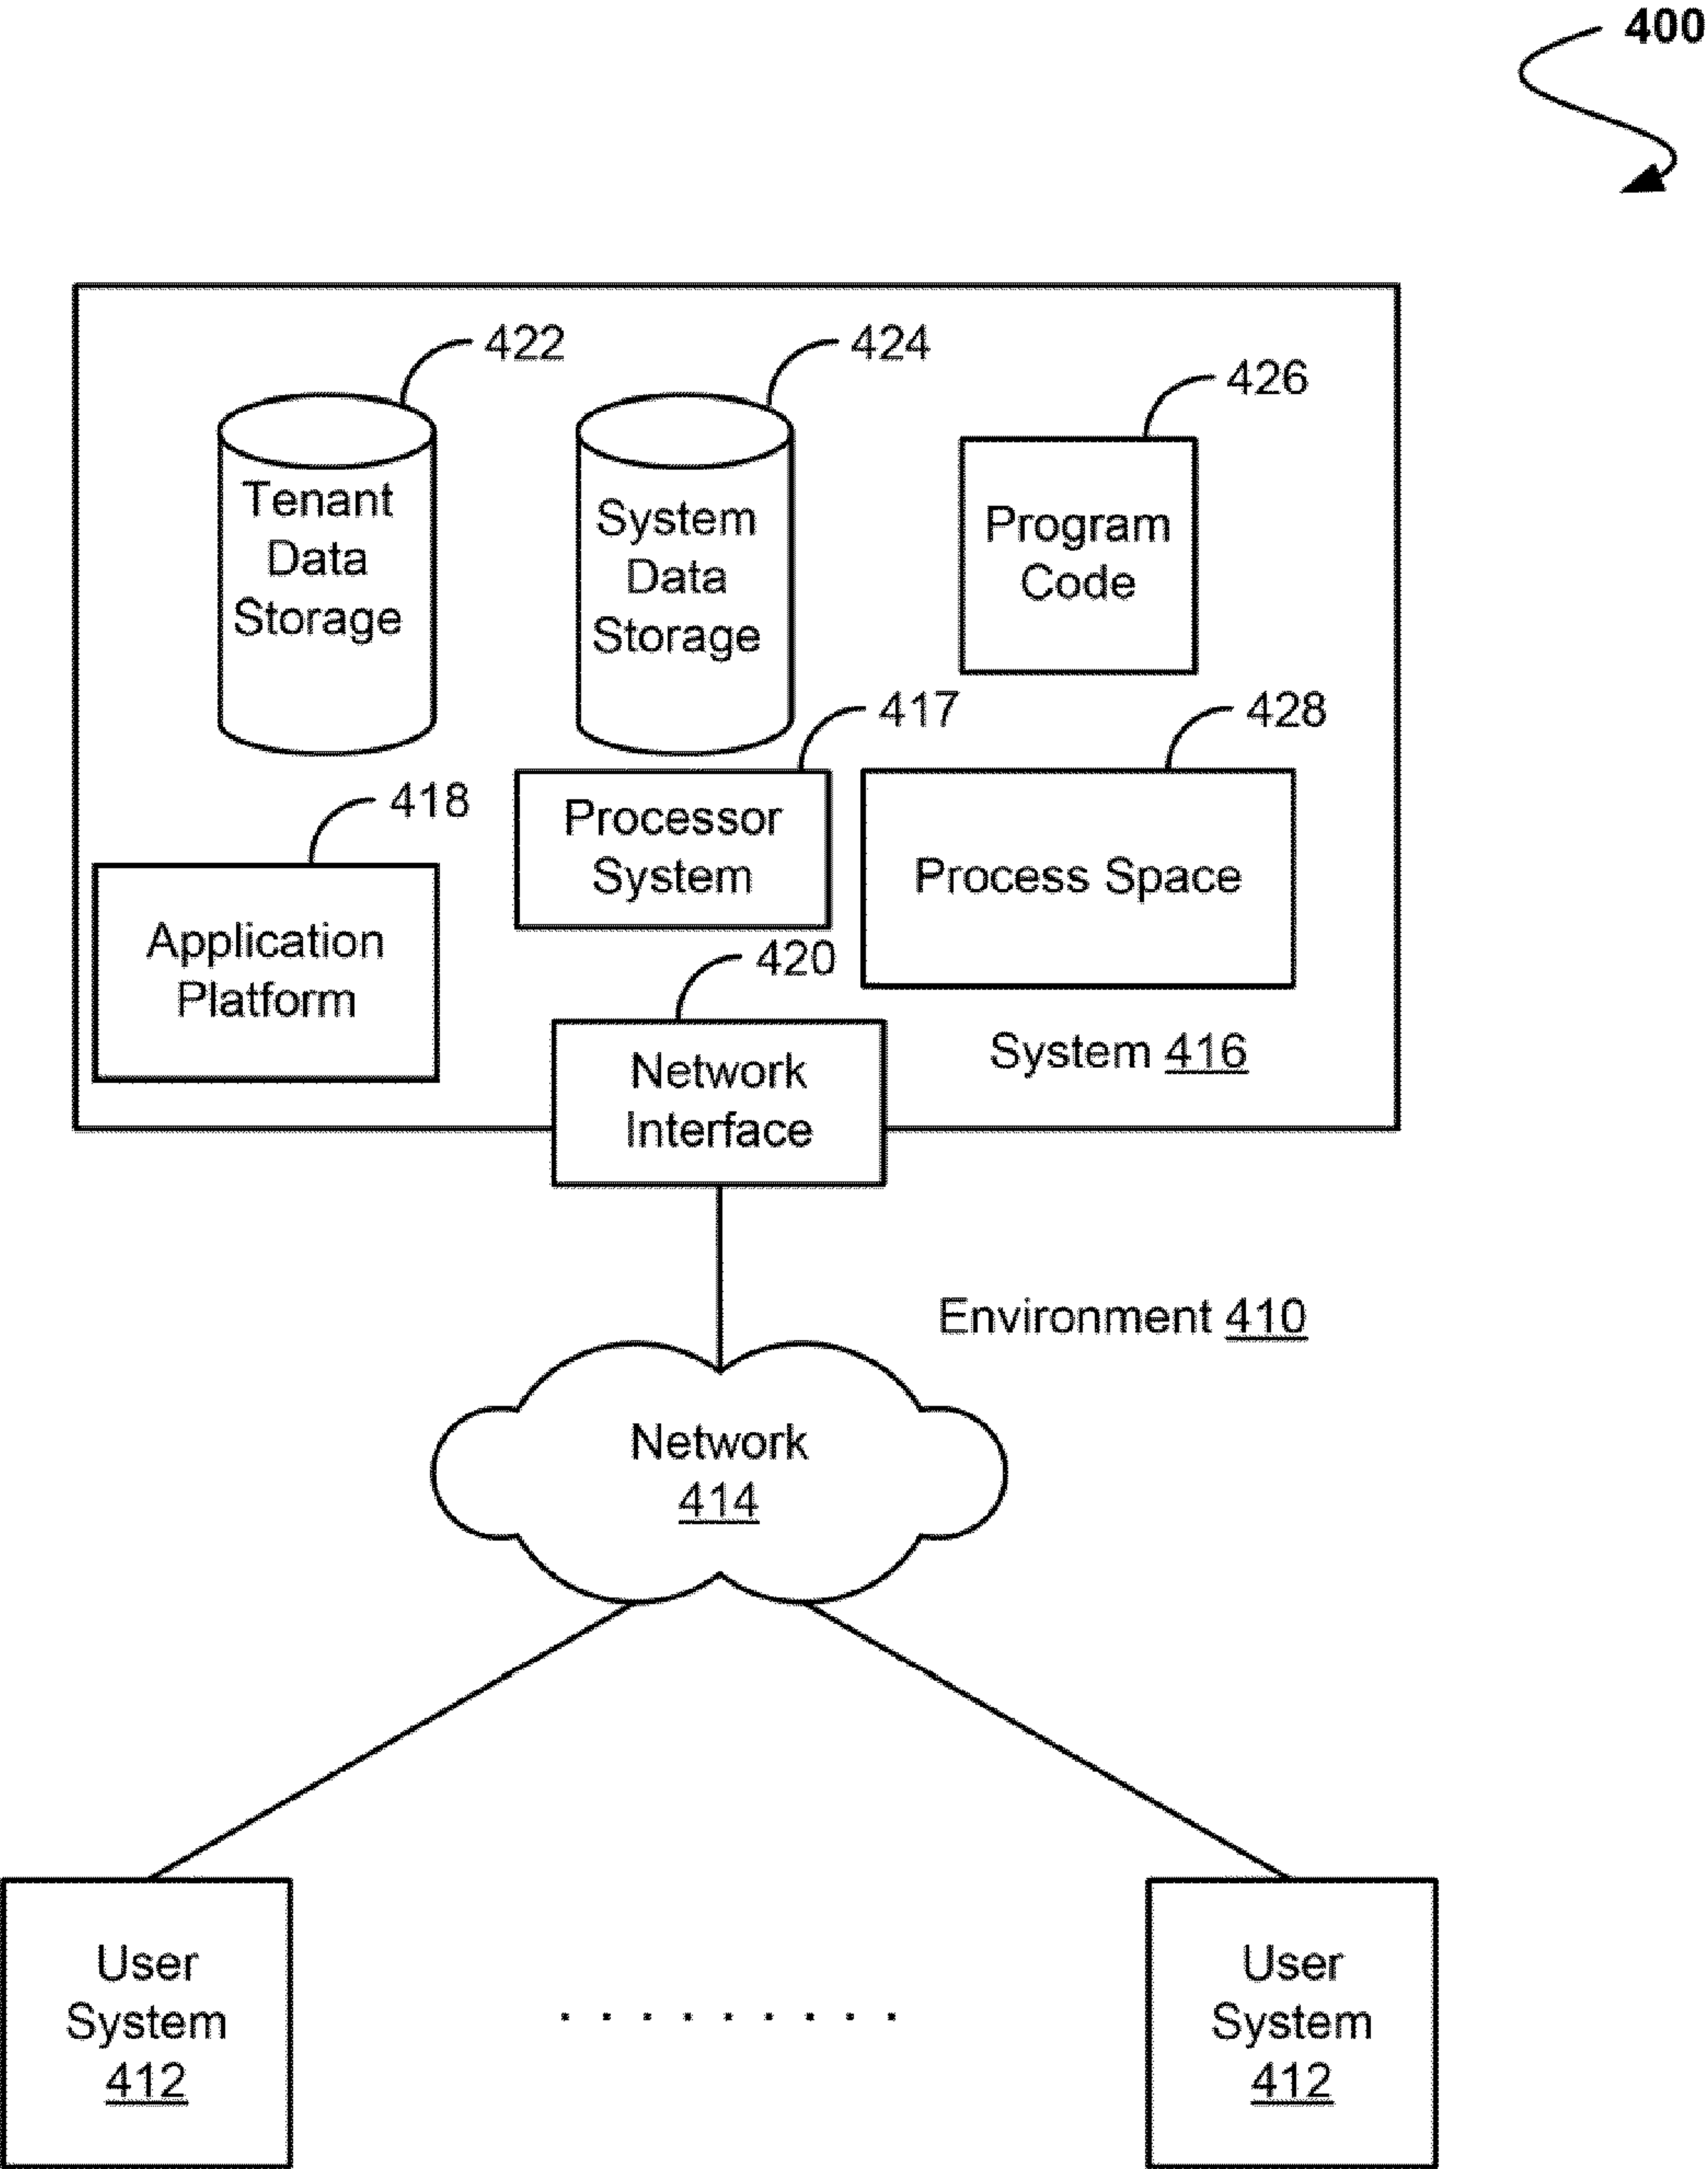 400
422
424
426
Tenant
Data
Storage
System
Data
Storage
Program
Code
417
428
418
Processor
System
Process Space
Application
Platform
420
System 416
Network
Interface
Environment 410
Network
414
User
System
412
. . . . . . . . .
User
System
412